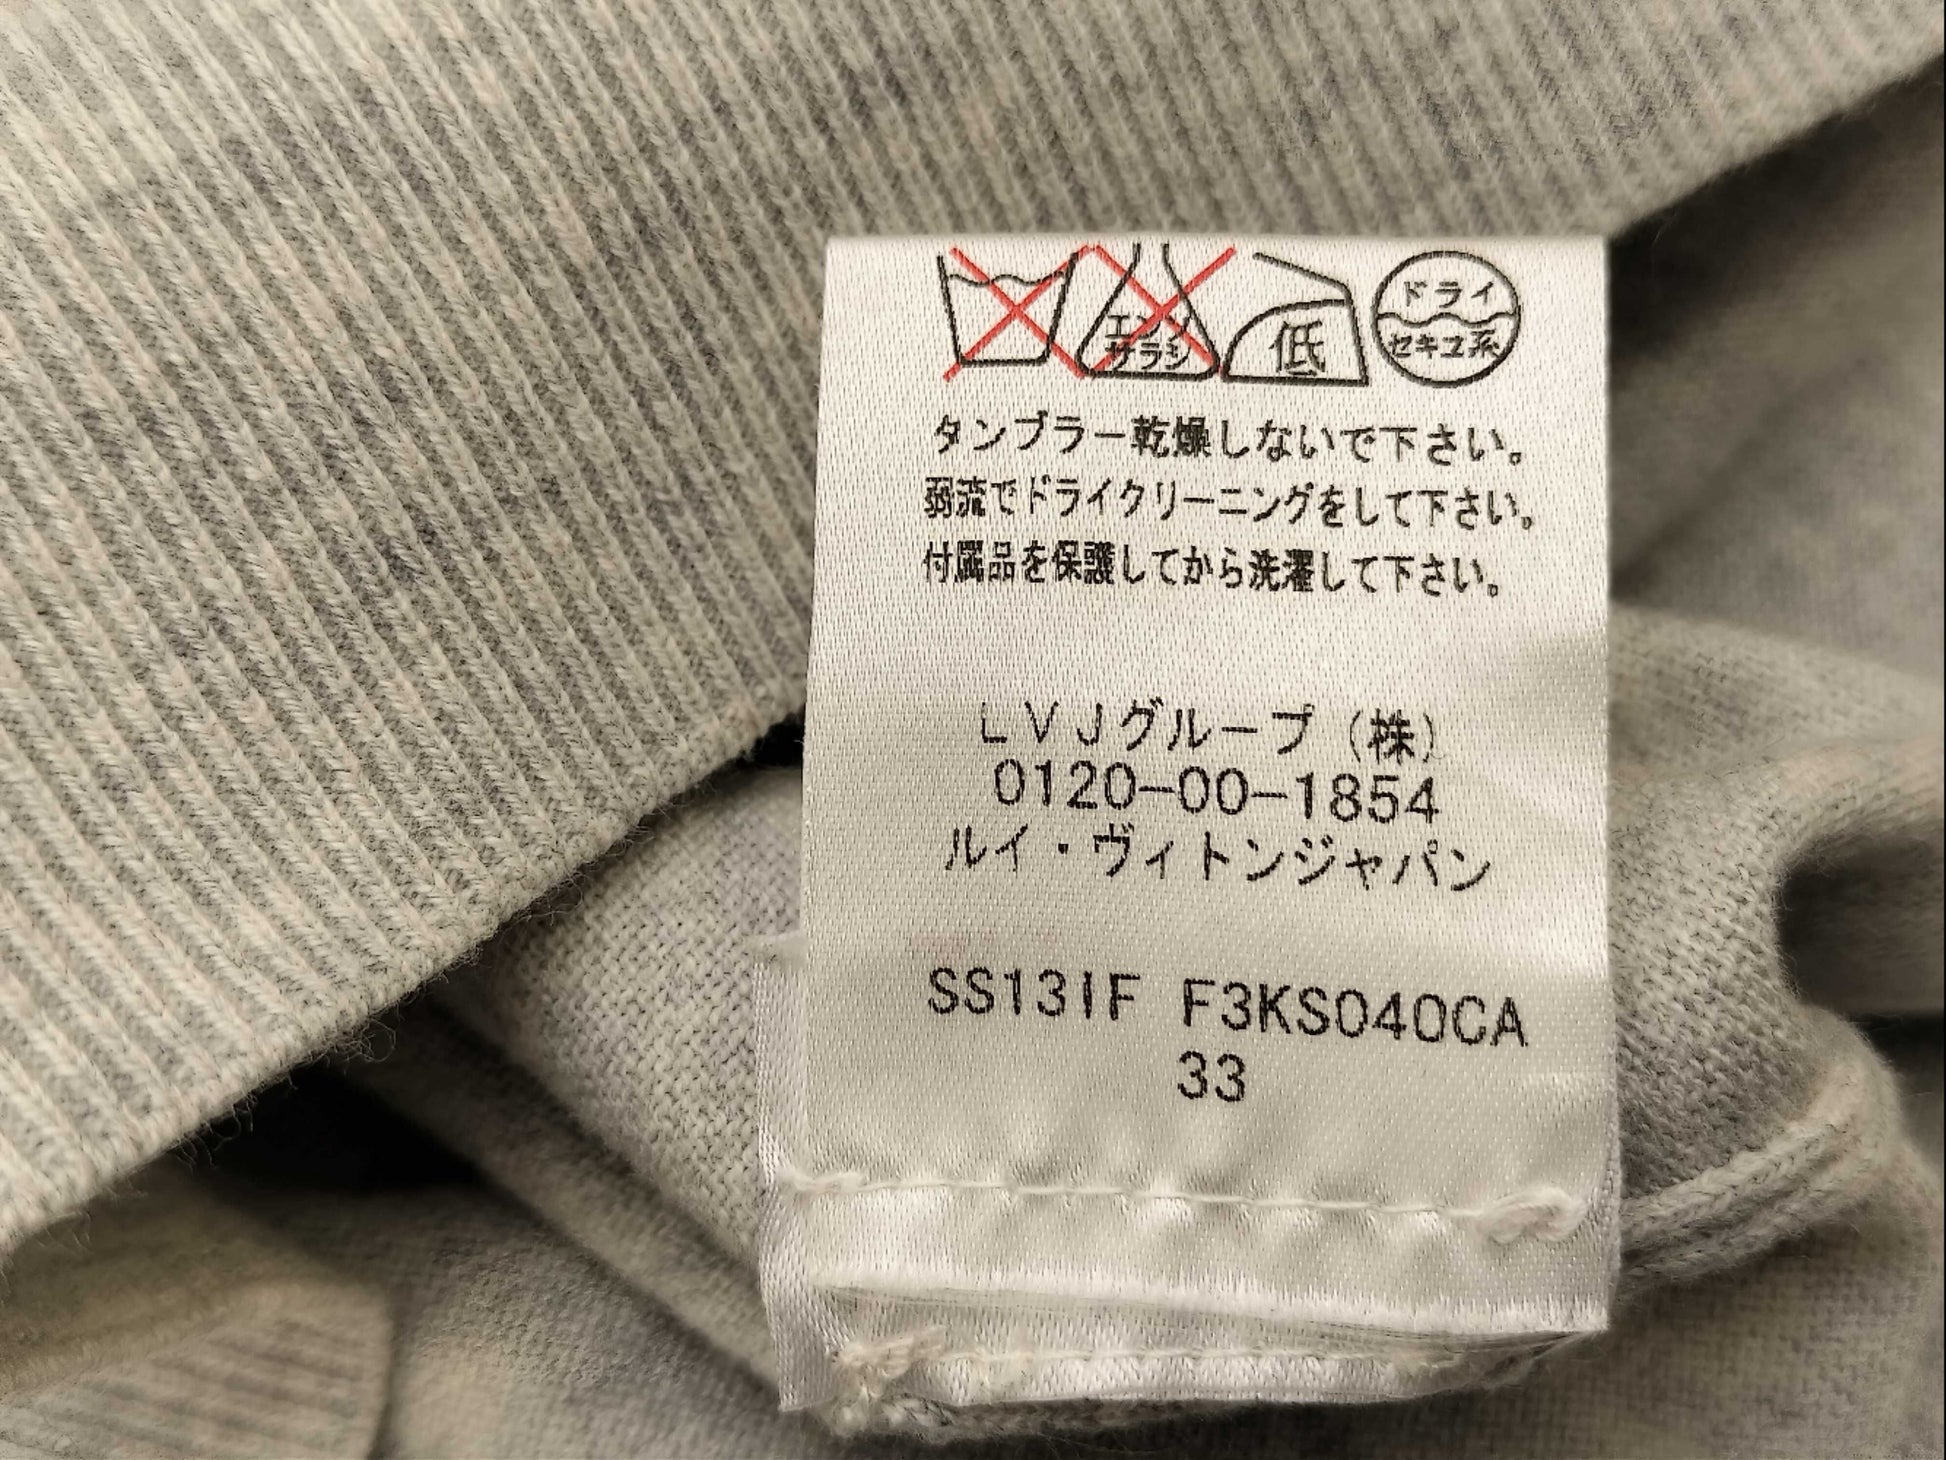 エンソ
サラシ
低
ドライ
セキユ系
タンブラー乾燥しないで下さい。
弱流でドライクリーニングをして下さい。
付属品を保護してから洗濯して下さい。
LVJグループ（株）
0120-00-1854
ルイ・ヴィトンジャパン
SS13IF F3KS040CA
33